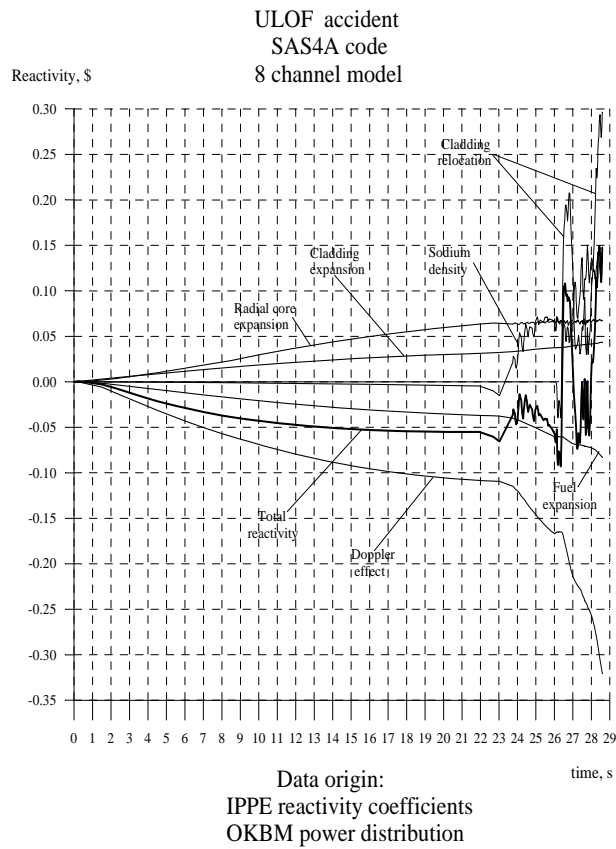 ULOF accident
SAS4A code
8 channel model
Reactivity, $
0.30
0.25
0.20
0.15
0.10
0.05
0.00
-0.05
-0.10
-0.15
-0.20
-0.25
-0.30
-0.35
Cladding
relocation
Sodium
density
Cladding
expansion
Radial core
expansion
Fuel
expansion
Total
reactivity
Doppler
effect
0 1 2 3 4 5 6 7 8 9 10 11 12 13 14 15 16 17 18 19 20 21 22 23 24 25 26 27 28 29
time, s
Data origin:
IPPE reactivity coefficients
OKBM power distribution